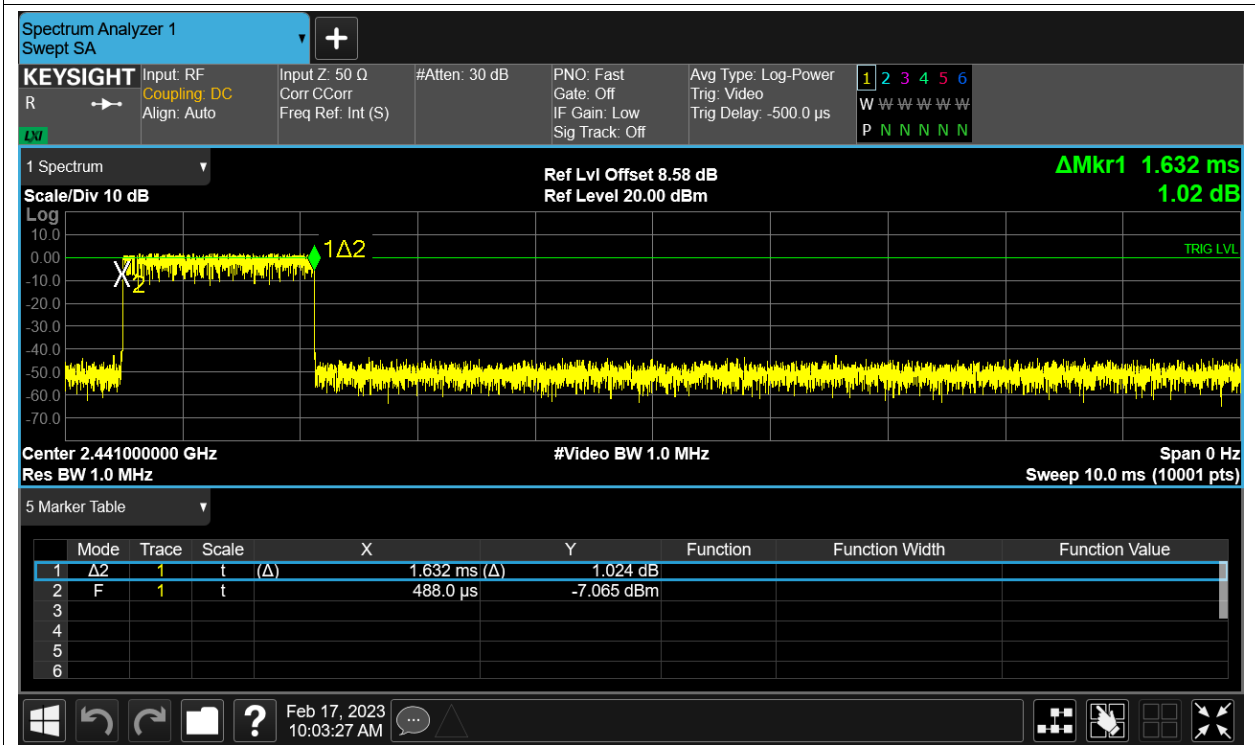 Spectrum Analyzer 1
Swept SA
KEYSIGHT
R
LXI
Input: RF
Coupling: DC
Align: Auto
Input Z: 50 Ω
Corr CCorr
Freq Ref: Int (S)
#Atten: 30 dB
PNO: Fast
Gate: Off
IF Gain: Low
Sig Track: Off
Avg Type: Log-Power
Trig: Video
Trig Delay: -500.0 µs
1 2 3 4 5 6
W W W W W W
P N N N N N
1 Spectrum
Scale/Div 10 dB
Ref Lvl Offset 8.58 dB
Ref Level 20.00 dBm
ΔMkr1 1.632 ms
1.02 dB
Log
10.0
0.00
-10.0
-20.0
-30.0
-40.0
-50.0
-60.0
-70.0
1Δ2
X2
TRIG LVL
Center 2.441000000 GHz
#Video BW 1.0 MHz
Span 0 Hz
Res BW 1.0 MHz
Sweep 10.0 ms (10001 pts)
5 Marker Table
Mode Trace Scale X Y Function Function Width Function Value
1 Δ2 1 t (Δ) 1.632 ms (Δ) 1.024 dB
2 F 1 t 488.0 µs -7.065 dBm
3
4
5
6
?
Feb 17, 2023
10:03:27 AM